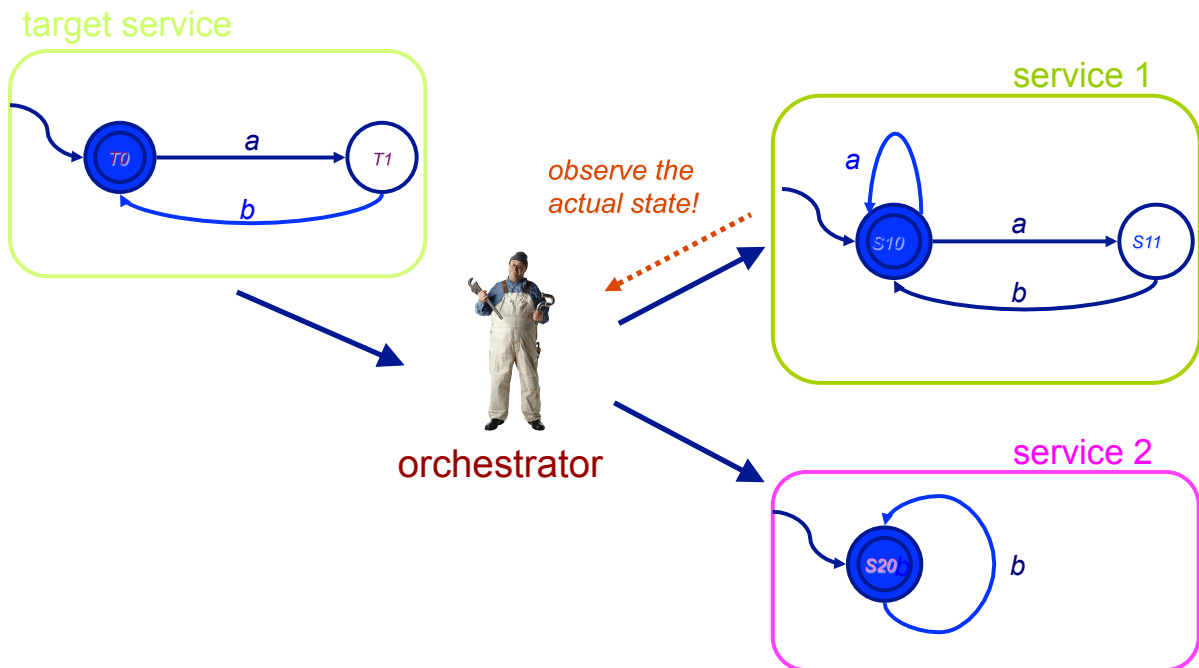 target service
service 1
a
T0
T1
b
observe the
actual state!
a
S10
a
S11
b
orchestrator
service 2
S20
b
b